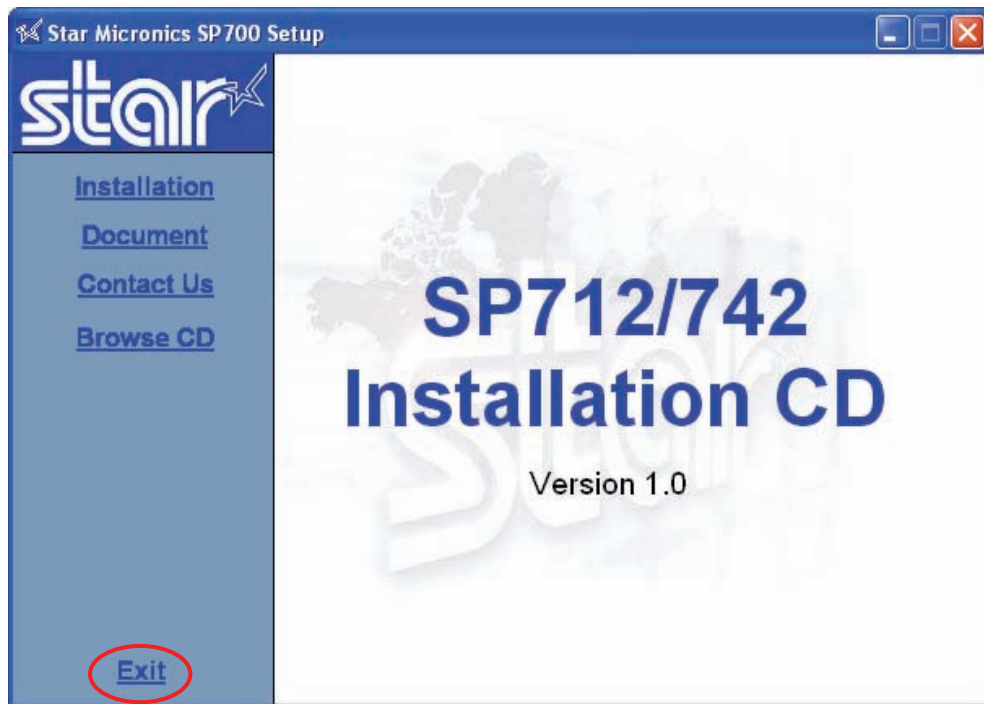 Star Micronics SP700 Setup
star
Installation
Document
Contact Us
Browse CD
Exit
SP712/742
Installation CD
Version 1.0
star